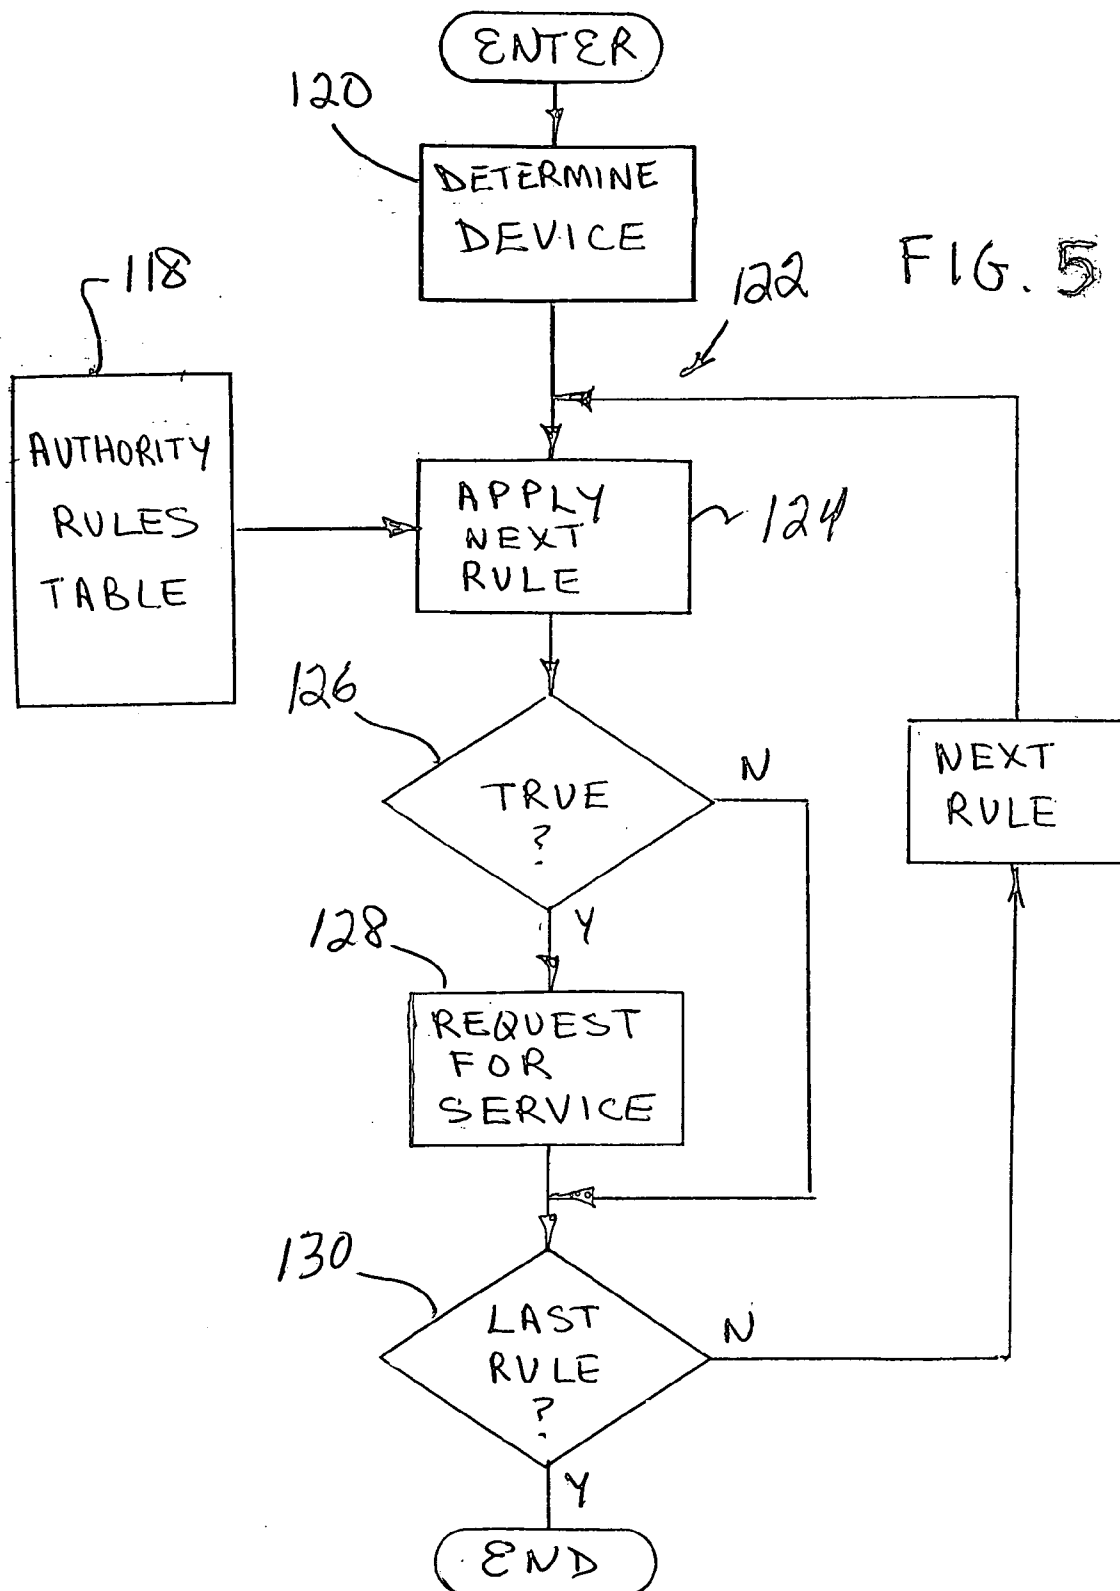 ENTER
120
DETERMINE
DEVICE
118
122
FIG. 5
AUTHORITY
RULES
TABLE
APPLY
NEXT
RULE
124
126
TRUE
?
N
Y
NEXT
RULE
128
REQUEST
FOR
SERVICE
130
LAST
RULE
?
N
Y
END